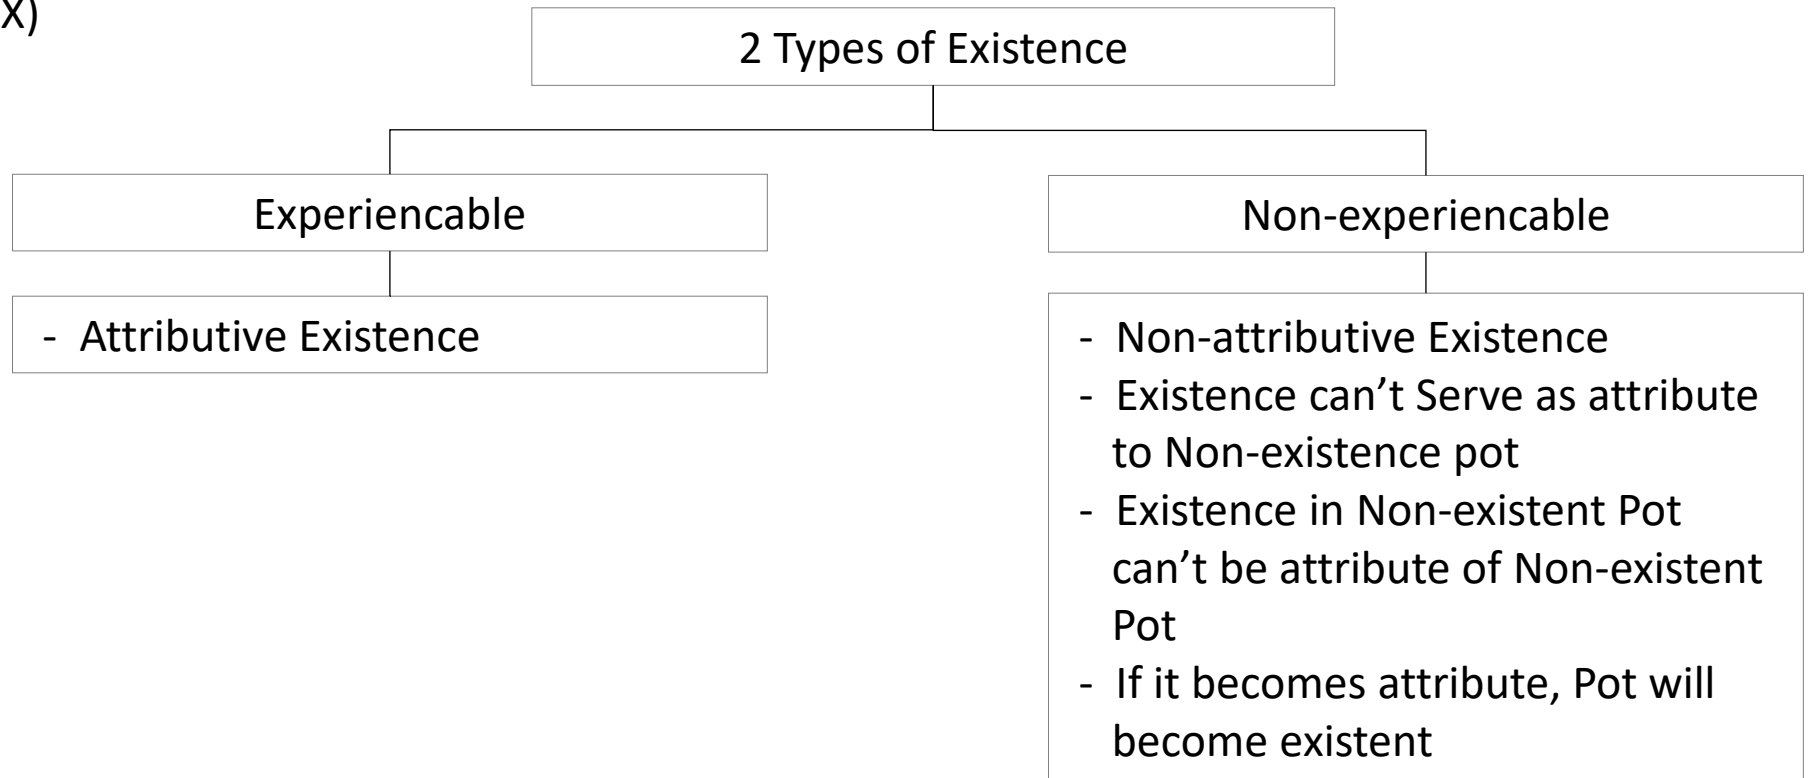 X)
2 Types of Existence
Experiencable
Non-experiencable
- Attributive Existence
- Non-attributive Existence
- Existence can’t Serve as attribute
to Non-existence pot
- Existence in Non-existent Pot
can’t be attribute of Non-existent
Pot
- If it becomes attribute, Pot will
become existent